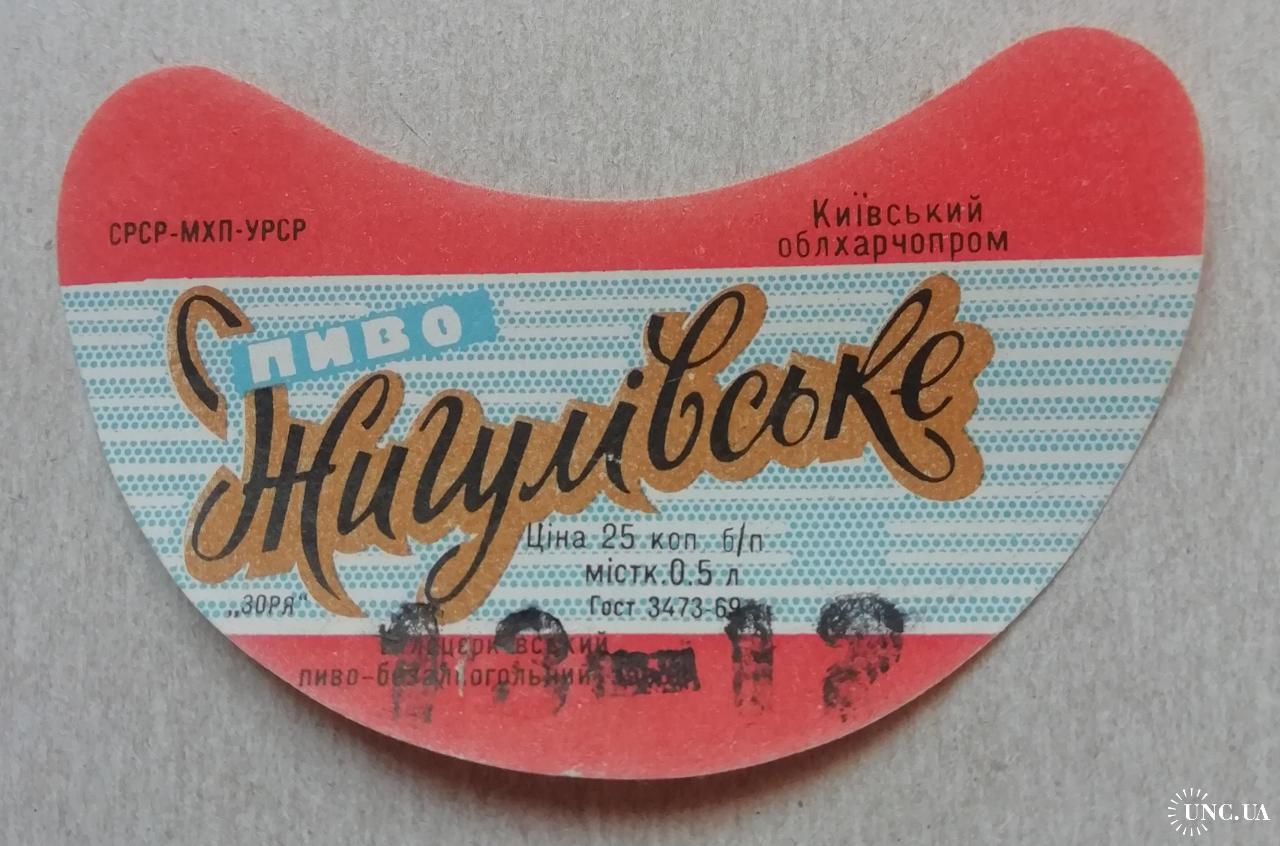 СРСР-МХП-УРСР
Київський
облхарчопром
ПИВО
Жигулівське
Ціна 25 коп б/п
містк.0.5 л
„ЗОРЯ"
Гост 3473-69
пиво-безалкогольний
UNC.UA